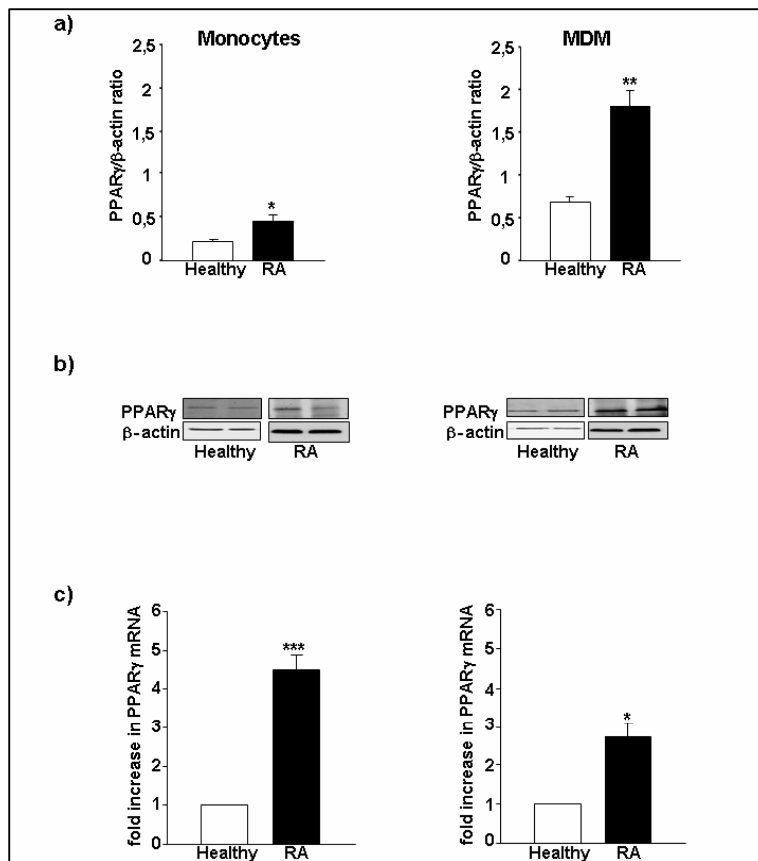 a)
Monocytes
MDM
PPARγ/β-actin ratio
2,5
2
1,5
1
0,5
0
*
Healthy RA
PPARγ/β-actin ratio
2,5
2
1,5
1
0,5
0
**
Healthy RA
b)
PPARγ
β-actin
Healthy RA
PPARγ
β-actin
Healthy RA
c)
fold increase in PPARγ mRNA
6
5
4
3
2
1
0
***
Healthy RA
fold increase in PPARγ mRNA
6
5
4
3
2
1
0
*
Healthy RA